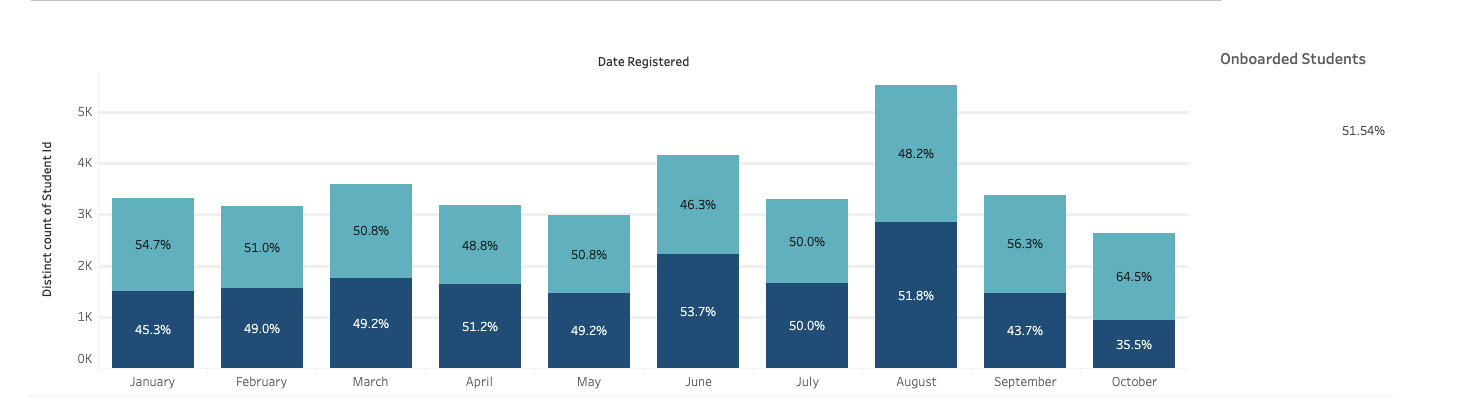 Date Registered
Onboarded Students
51.54%
Distinct count of Student Id
5K
4K
3K
2K
1K
0K
54.7%
51.0%
50.8%
48.8%
50.8%
46.3%
50.0%
48.2%
56.3%
64.5%
45.3%
49.0%
49.2%
51.2%
49.2%
53.7%
50.0%
51.8%
43.7%
35.5%
January
February
March
April
May
June
July
August
September
October